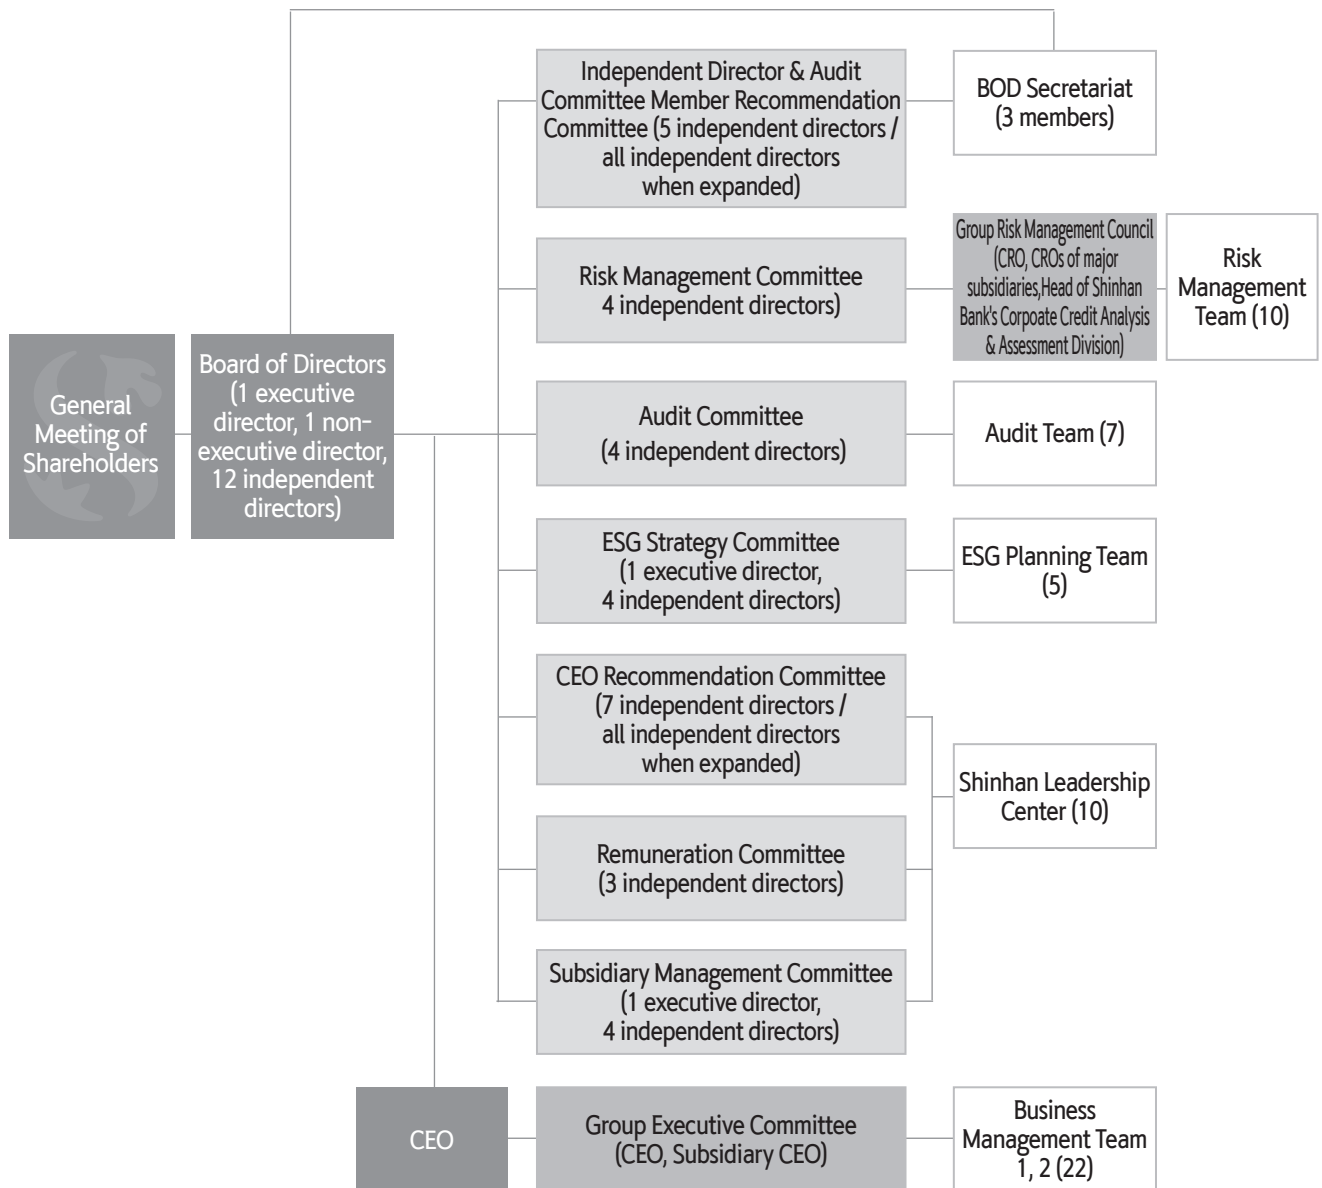 Independent Director & Audit
Committee Member Recommendation
Committee (5 independent directors /
all independent directors
when expanded)
BOD Secretariat
(3 members)
Risk Management Committee
4 independent directors)
Group Risk Management Council
(CRO, CROs of major
subsidiaries,Head of Shinhan
Bank's Corpoate Credit Analysis
& Assessment Division)
Risk
Management
Team (10)
General
Meeting of
Shareholders
Board of Directors
(1 executive
director, 1 non-
executive director,
12 independent
directors)
Audit Committee
(4 independent directors)
Audit Team (7)
ESG Strategy Committee
(1 executive director,
4 independent directors)
ESG Planning Team
(5)
CEO Recommendation Committee
(7 independent directors /
all independent directors
when expanded)
Shinhan Leadership
Center (10)
Remuneration Committee
(3 independent directors)
Subsidiary Management Committee
(1 executive director,
4 independent directors)
CEO
Group Executive Committee
(CEO, Subsidiary CEO)
Business
Management Team
1, 2 (22)